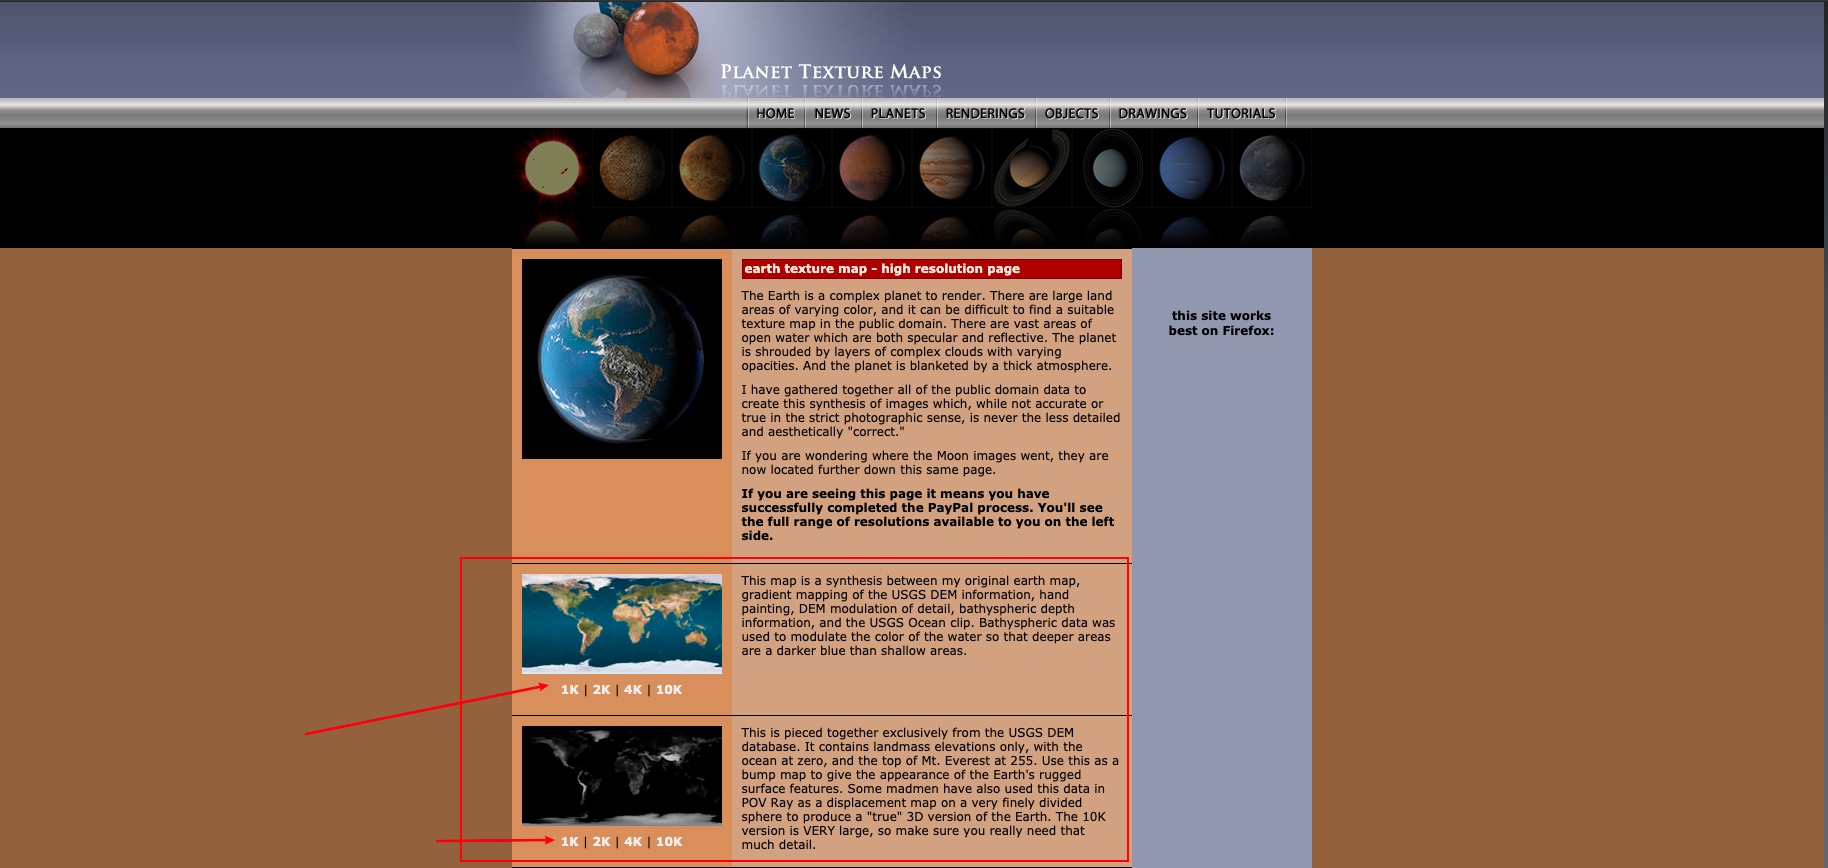 PLANET TEXTURE MAPS
HOME
NEWS
PLANETS
RENDERINGS
OBJECTS
DRAWINGS
TUTORIALS
earth texture map - high resolution page
The Earth is a complex planet to render. There are large land
areas of varying color, and it can be difficult to find a suitable
texture map in the public domain. There are vast areas of
open water which are both specular and reflective. The planet
is shrouded by layers of complex clouds with varying
opacities. And the planet is blanketed by a thick atmosphere.
I have gathered together all of the public domain data to
create this synthesis of images which, while not accurate or
true in the strict photographic sense, is never the less detailed
and aesthetically "correct."
If you are wondering where the Moon images went, they are
now located further down this same page.
If you are seeing this page it means you have
successfully completed the PayPal process. You'll see
the full range of resolutions available to you on the left
side.
this site works
best on Firefox:
1K | 2K | 4K | 10K
This map is a synthesis between my original earth map,
gradient mapping of the USGS DEM information, hand
painting, DEM modulation of detail, bathyspheric depth
information, and the USGS Ocean clip. Bathyspheric data was
used to modulate the color of the water so that deeper areas
are a darker blue than shallow areas.
1K | 2K | 4K | 10K
This is pieced together exclusively from the USGS DEM
database. It contains landmass elevations only, with the
ocean at zero, and the top of Mt. Everest at 255. Use this as a
bump map to give the appearance of the Earth's rugged
surface features. Some madmen have also used this data in
POV Ray as a displacement map on a very finely divided
sphere to produce a "true" 3D version of the Earth. The 10K
version is VERY large, so make sure you really need that
much detail.